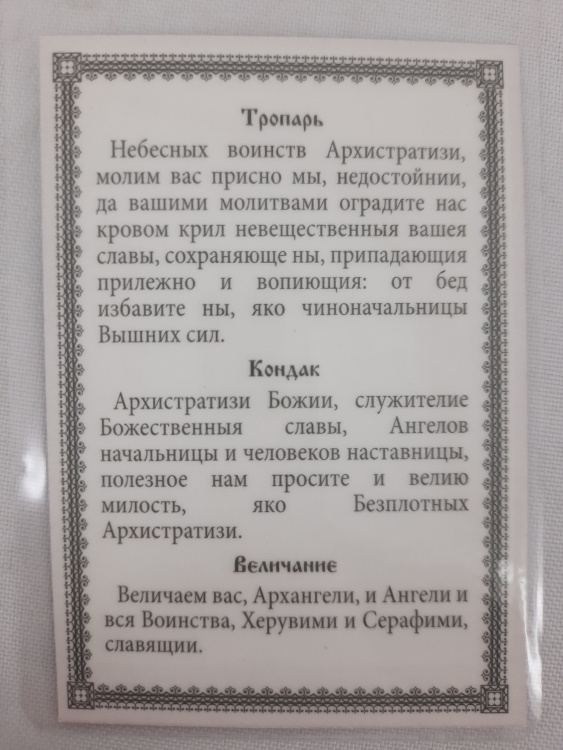 Тропарь
Небесных воинств Архистратизи,
молим вас присно мы, недостойнии,
да вашими молитвами оградите нас
кровом крил невещественныя вашея
славы, сохраняюще ны, припадающия
прилежно и вопиющия: от бед
избавите ны, яко чиноначальницы
Вышних сил.
Кондак
Архистратизи Божии, служителие
Божественныя славы, Ангелов
начальницы и человеков наставницы,
полезное нам просите и велию
милость, яко Безплотных
Архистратизи.
Величание
Величаем вас, Архангели, и Ангели и
вся Воинства, Херувими и Серафими,
славящии.